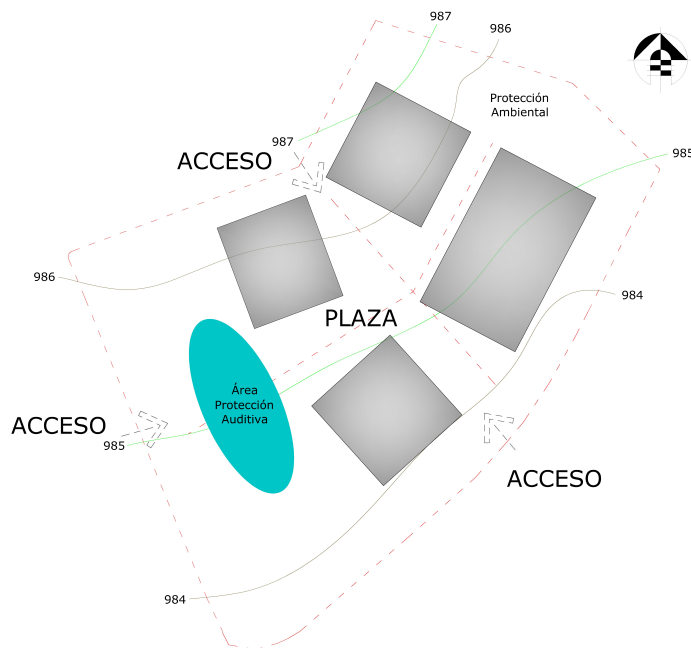 987
986
Protección
Ambiental
987
985
ACCESO
986
984
PLAZA
Área
Protección
Auditiva
ACCESO
985
ACCESO
984